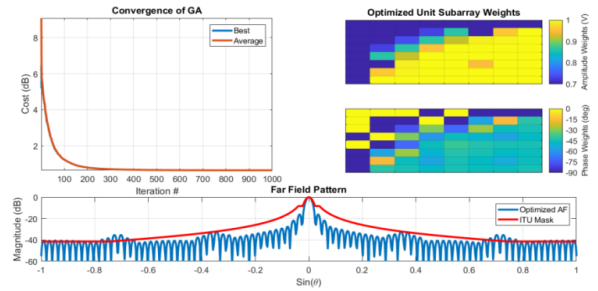 Convergence of GA
Best
Average
8
6
4
2
Cost (dB)
100 200 300 400 500 600 700 800 900 1000
Iteration #
Optimized Unit Subarray Weights
1
0.9
0.8
0.7
Amplitude Weights (V)
0
-15
-30
-45
-60
-75
-90
Phase Weights (deg)
Far Field Pattern
Optimized AF
ITU Mask
0
-20
-40
-60
Magnitude (dB)
-1 -0.8 -0.6 -0.4 -0.2 0 0.2 0.4 0.6 0.8 1
Sin(θ)